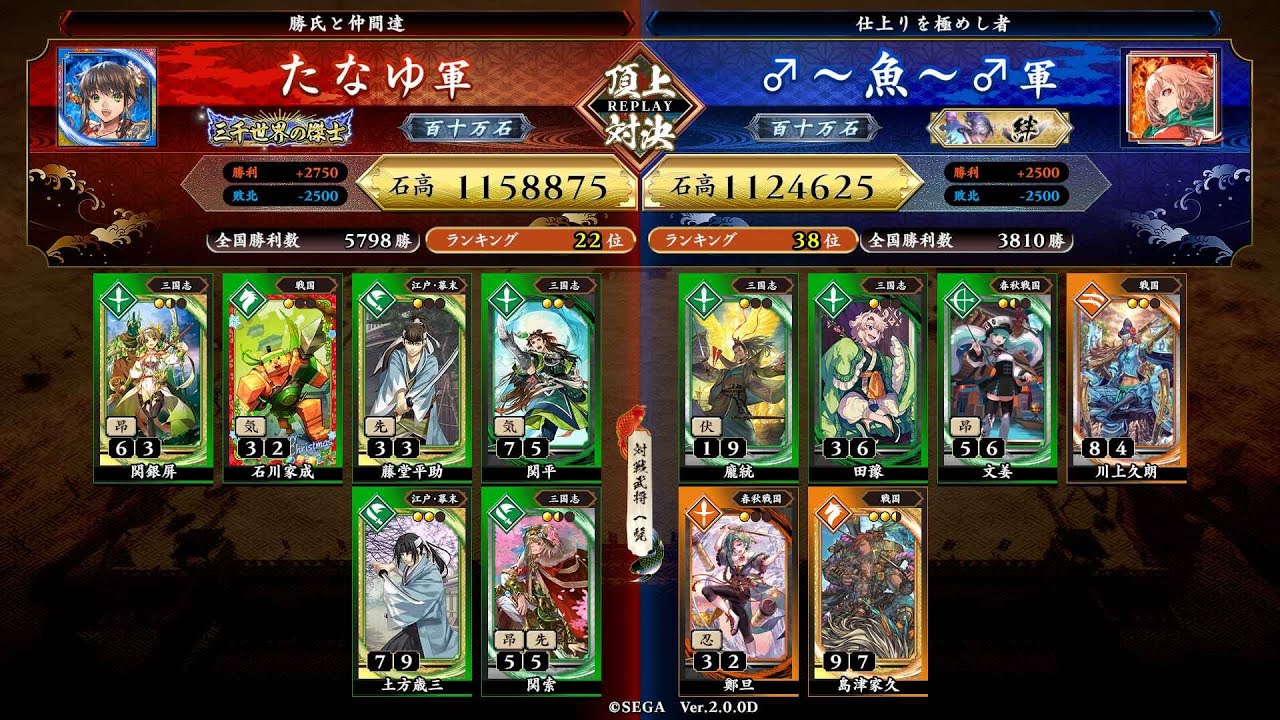 勝氏と仲間達
仕上りを極めし者
たなゆ軍
頂上
REPLAY
対決
♂～魚～♂軍
三千世界の傑士
百十万石
百十万石
絆
勝利 +2750
敗北 -2500
石高 1158875
石高 1124625
勝利 +2500
敗北 -2500
全国勝利数 5798勝
ランキング 22位
ランキング 38位
全国勝利数 3810勝
三国志
戦国
江戸・幕末
三国志
三国志
三国志
春秋戦国
戦国
昴
気
先
気
伏
昴
6 3
3 2
3 3
7 5
1 9
3 6
5 6
8 4
Christmas
関銀屏
石川家成
藤堂平助
関平
龐統
田豫
文姜
川上久朗
対戦武将一覧
江戸・幕末
三国志
春秋戦国
戦国
昴 先
忍
7 9
5 5
3 2
9 7
土方歳三
関索
鄭旦
島津家久
©SEGA Ver.2.0.0D